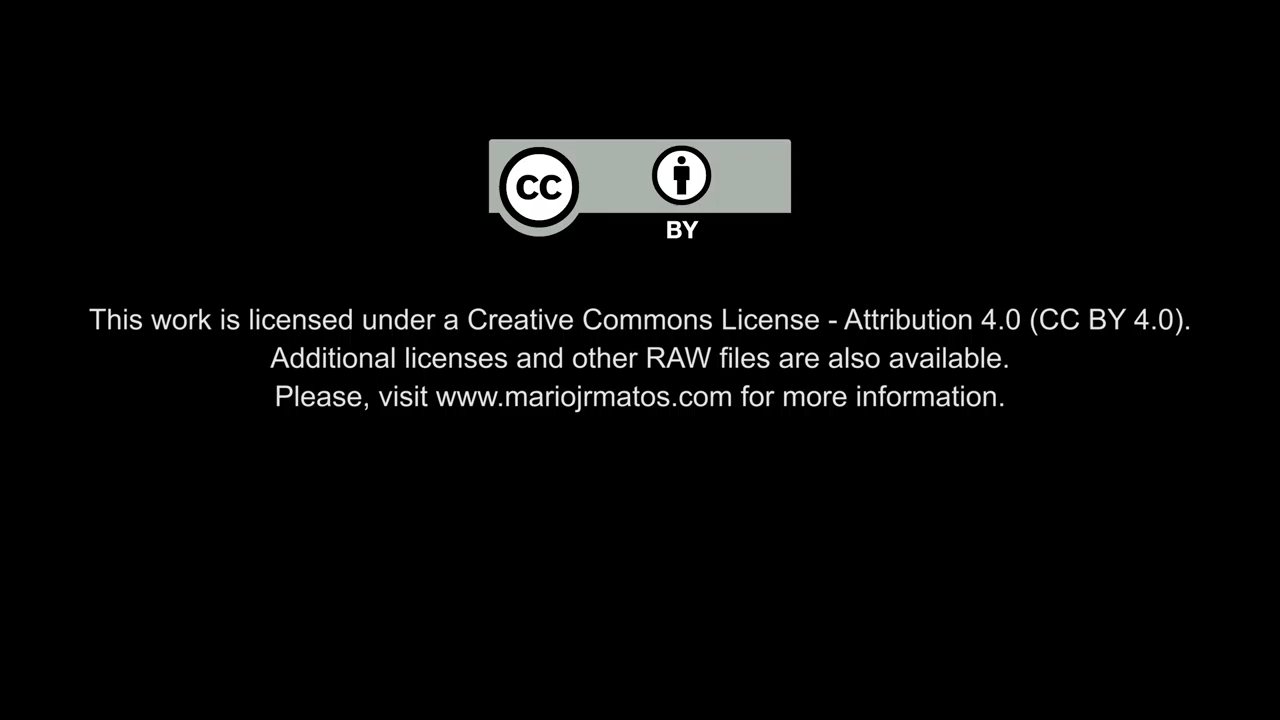 CC
BY
This work is licensed under a Creative Commons License - Attribution 4.0 (CC BY 4.0).
Additional licenses and other RAW files are also available.
Please, visit www.mariojrmatos.com for more information.